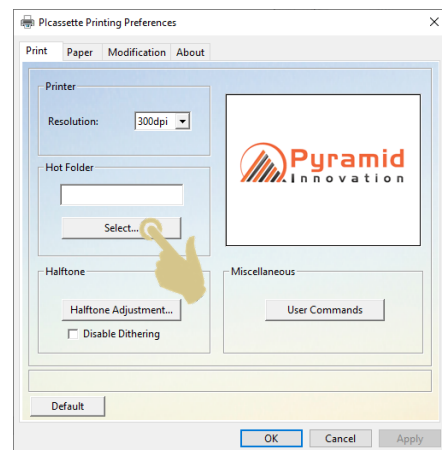 PIcassette Printing Preferences
Print Paper Modification About
Printer
Resolution: 300dpi
Hot Folder
Select...
Pyramid
Innovation
Halftone
Halftone Adjustment...
Disable Dithering
Miscellaneous
User Commands
Default
OK Cancel Apply